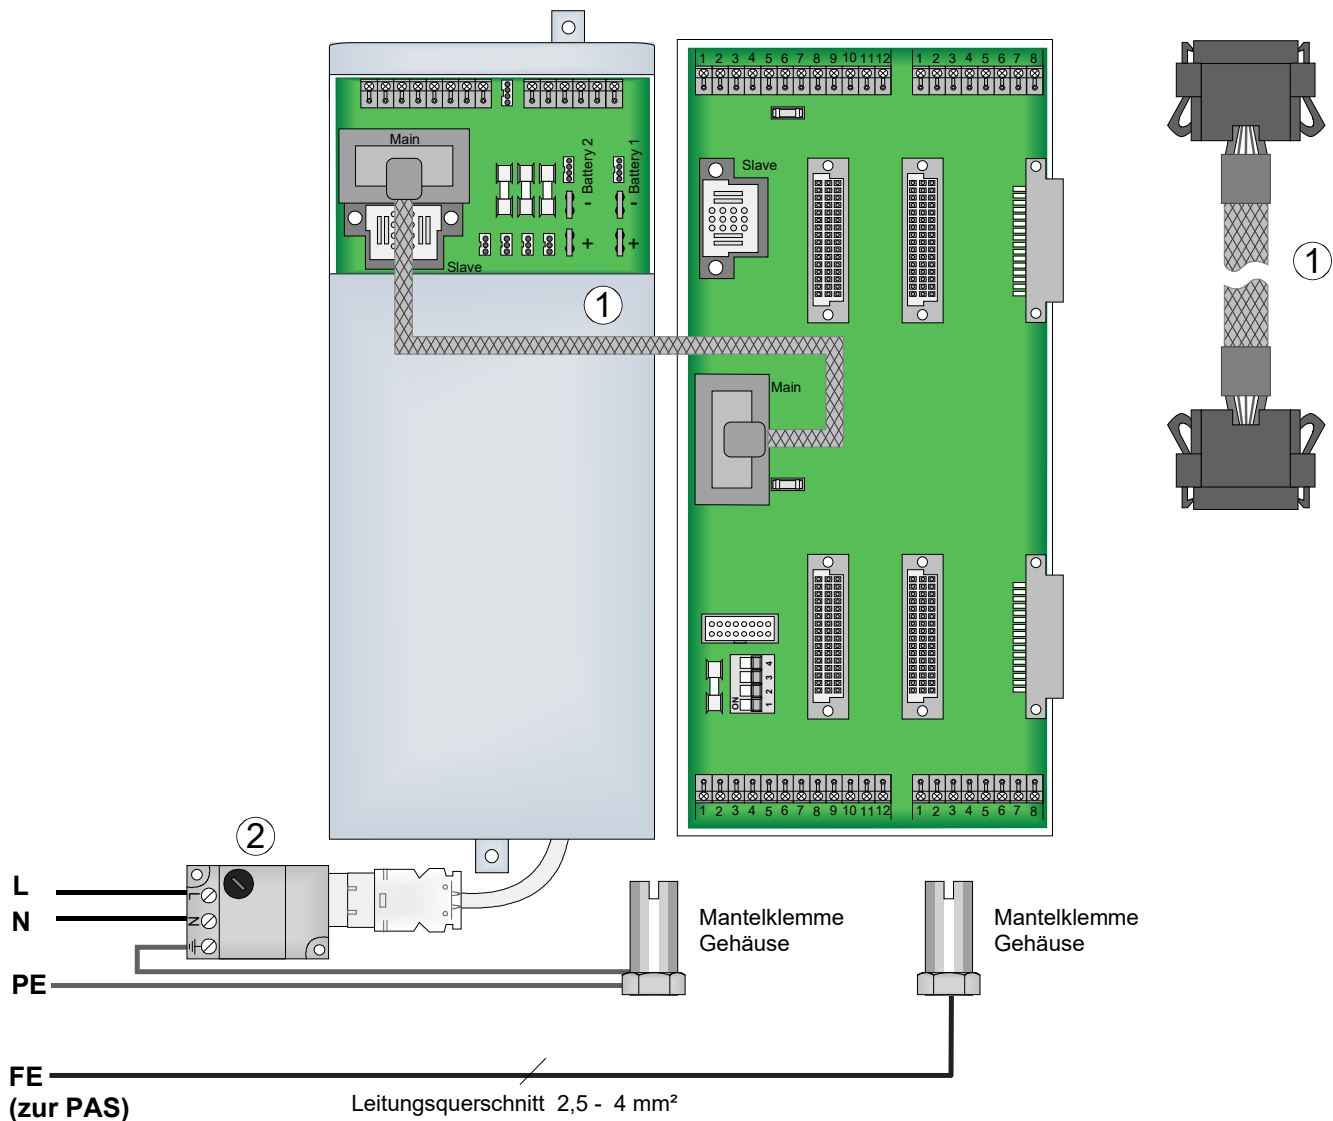 1 2 3 4 5 6 7 8 9 10 11 12 1 2 3 4 5 6 7 8
Main
Slave
Battery 2
Battery 1
- -
+ +
Slave
1
1
Main
ON 1 2 3 4
1 2 3 4 5 6 7 8 9 10 11 12 1 2 3 4 5 6 7 8
2
L
N
L
N
PE
Mantelklemme
Gehäuse
Mantelklemme
Gehäuse
FE
(zur PAS)
Leitungsquerschnitt 2,5 - 4 mm²